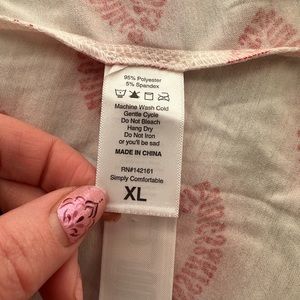 95% Polyester
5% Spandex
Machine Wash Cold
Gentle Cycle
Do Not Bleach
Hang Dry
Do Not Iron
or you'll be sad
MADE IN CHINA
RN#142161
Simply Comfortable
XL